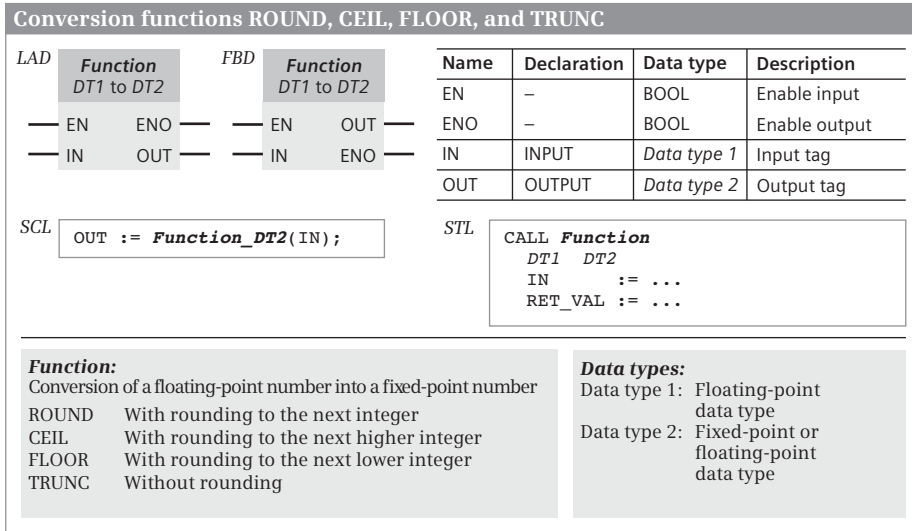 Conversion functions ROUND, CEIL, FLOOR, and TRUNC
LAD
Function
DT1 to DT2
EN ENO
IN OUT
FBD
Function
DT1 to DT2
EN OUT
IN ENO
Name Declaration Data type Description
EN – BOOL Enable input
ENO – BOOL Enable output
IN INPUT Data type 1 Input tag
OUT OUTPUT Data type 2 Output tag
SCL
OUT := Function_DT2(IN);
STL
CALL Function
DT1 DT2
IN := ...
RET_VAL := ...
Function:
Conversion of a floating-point number into a fixed-point number
ROUND With rounding to the next integer
CEIL With rounding to the next higher integer
FLOOR With rounding to the next lower integer
TRUNC Without rounding
Data types:
Data type 1: Floating-point
data type
Data type 2: Fixed-point or
floating-point
data type